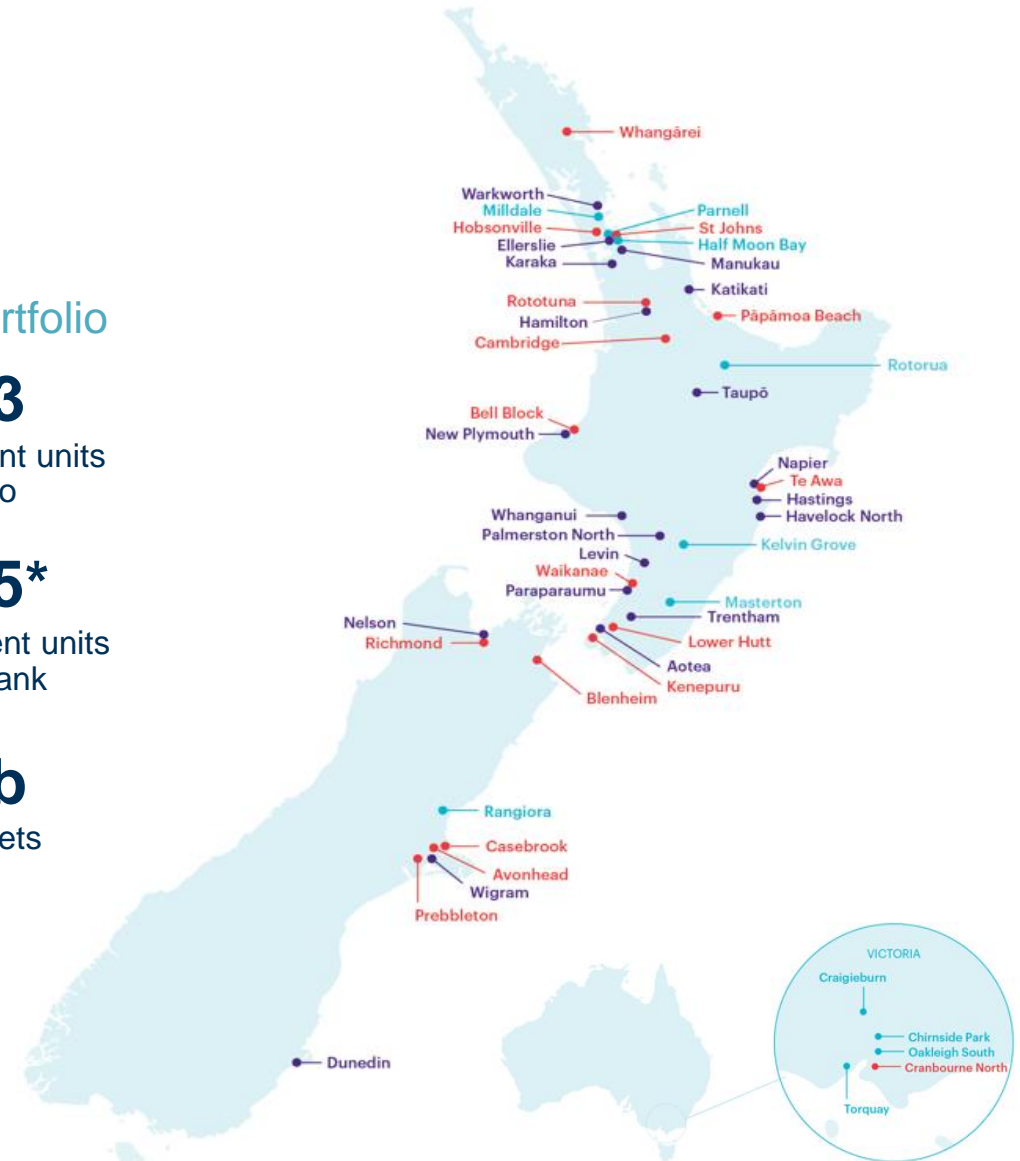 rtfolio
3
nt units
o
5*
ent units
ank
b
ets
Whangārei
Warkworth
Milldale
Hobsonville
Ellerslie
Karaka
Parnell
St Johns
Half Moon Bay
Manukau
Katikati
Rototuna
Hamilton
Cambridge
Pāpāmoa Beach
Rotorua
Taupō
Bell Block
New Plymouth
Napier
Te Awa
Hastings
Havelock North
Whanganui
Palmerston North
Levin
Waikanae
Paraparaumu
Kelvin Grove
Masterton
Trentham
Lower Hutt
Aotea
Kenepuru
Nelson
Richmond
Blenheim
Rangiora
Casebrook
Avonhead
Wigram
Prebbleton
Dunedin
VICTORIA
Craigieburn
Chirnside Park
Oakleigh South
Cranbourne North
Torquay